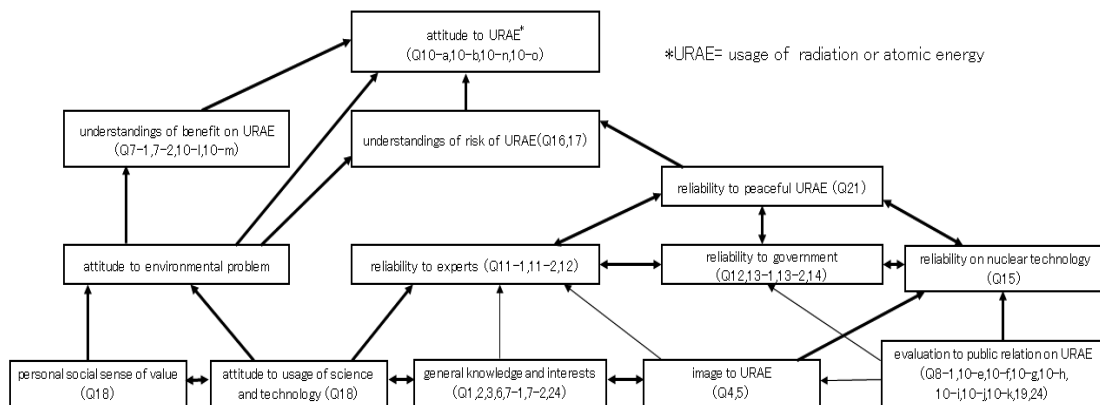 attitude to URAE*
(Q10-a,10-b,10-n,10-o)
*URAE= usage of radiation or atomic energy
understandings of benefit on URAE
(Q7-1,7-2,10-l,10-m)
understandings of risk of URAE(Q16,17)
reliability to peaceful URAE (Q21)
attitude to environmental problem
reliability to experts (Q11-1,11-2,12)
reliability to government
(Q12,13-1,13-2,14)
reliability on nuclear technology
(Q15)
personal social sense of value
(Q18)
attitude to usage of science
and technology (Q18)
general knowledge and interests
(Q1,2,3,6,7-1,7-2,24)
image to URAE
(Q4,5)
evaluation to public relation on URAE
(Q8-1,10-e,10-f,10-g,10-h,
10-i,10-j,10-k,19,24)